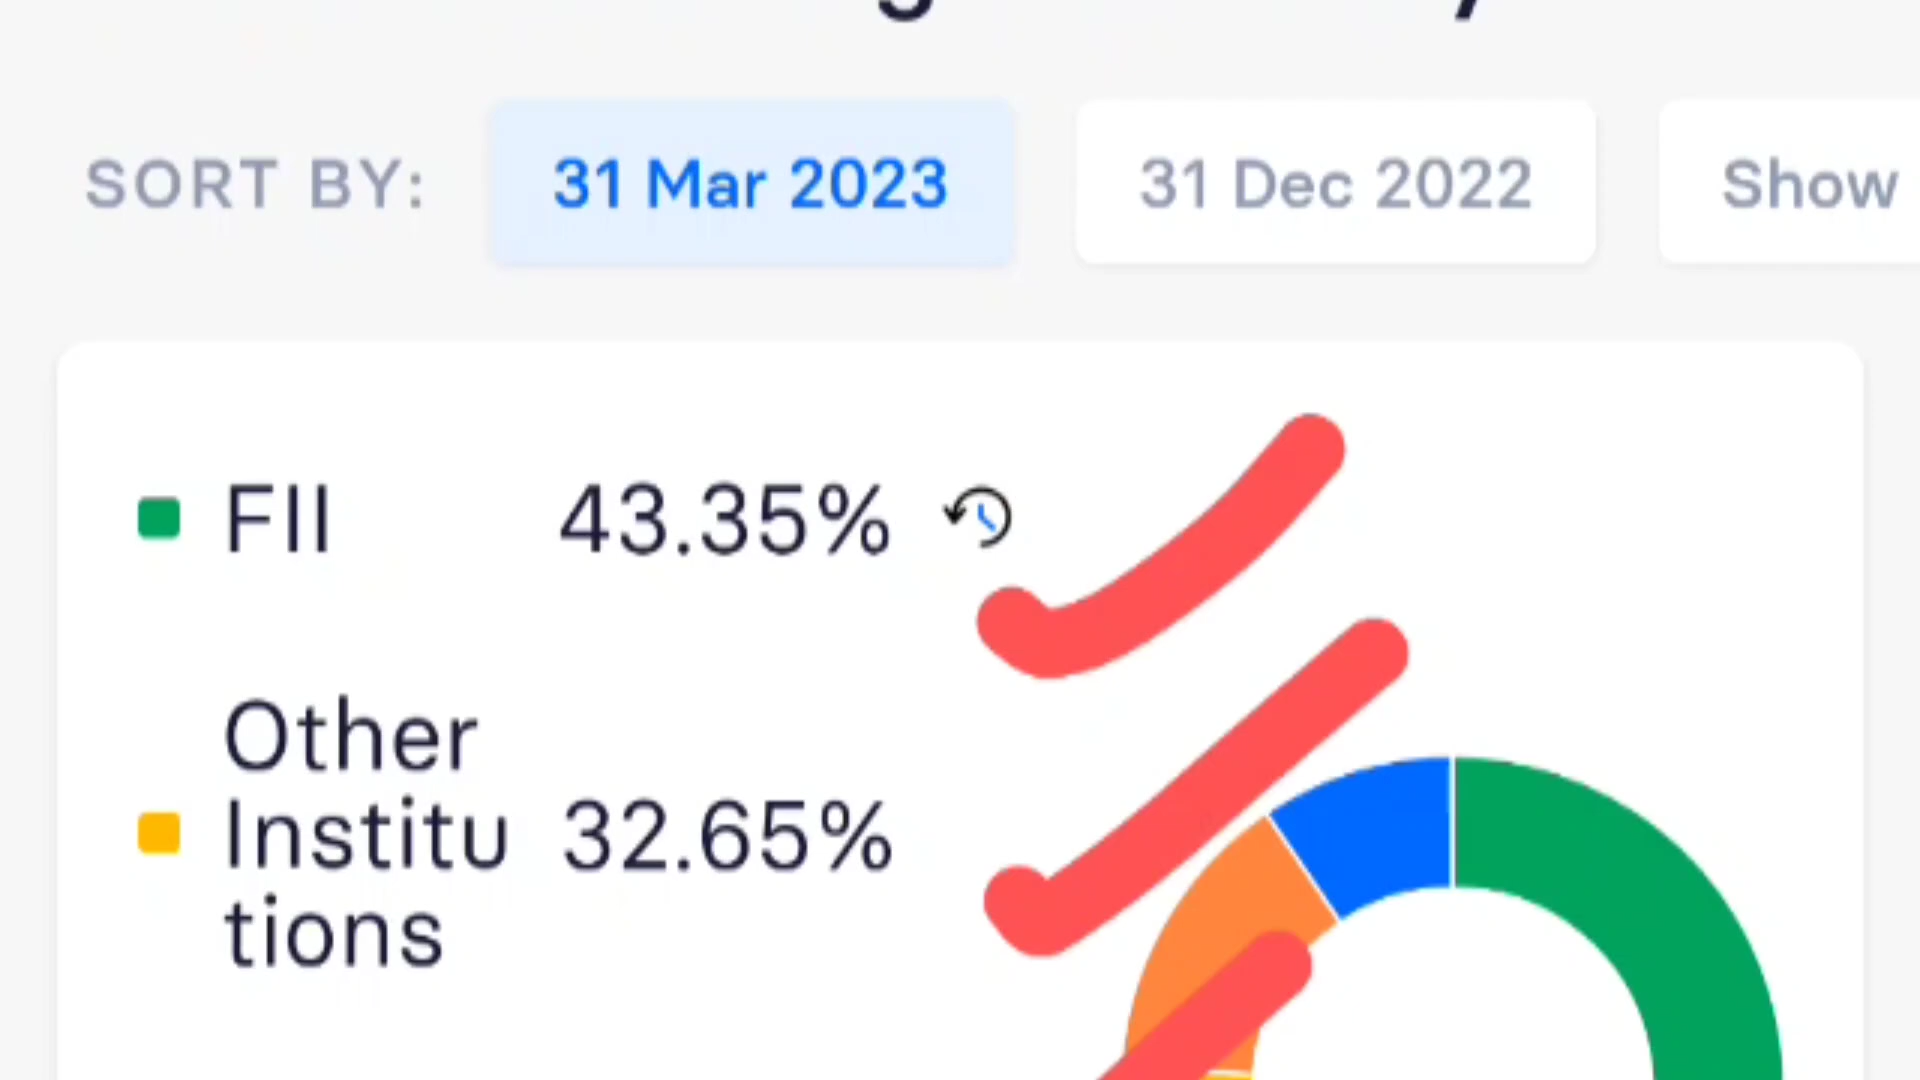 SORT BY: 31 Mar 2023 31 Dec 2022 Show
FII 43.35%
Other
Institu 32.65%
tions